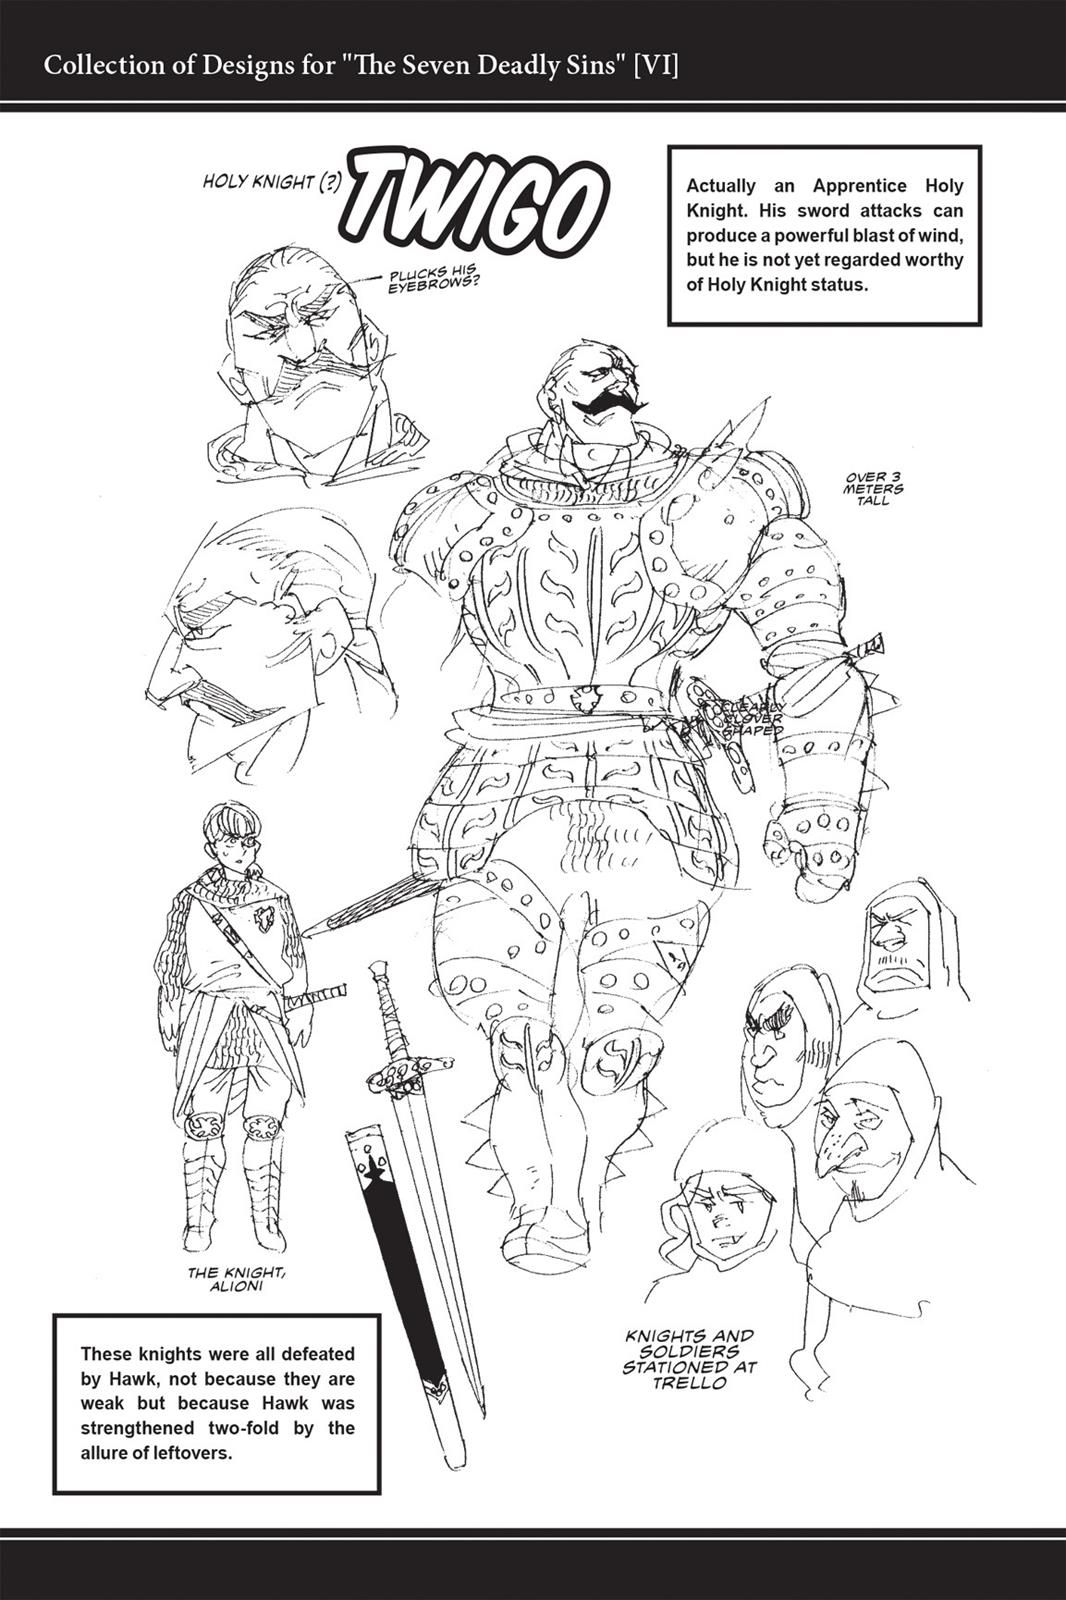 Collection of Designs for "The Seven Deadly Sins" [VI]
HOLY KNIGHT (?)
TWIGO
Actually an Apprentice Holy
Knight. His sword attacks can
produce a powerful blast of wind,
but he is not yet regarded worthy
of Holy Knight status.
PLUCKS HIS
EYEBROWS?
OVER 3
METERS
TALL
CLEARLY
CLOVER
SHAPED
THE KNIGHT,
ALIONI
These knights were all defeated
by Hawk, not because they are
weak but because Hawk was
strengthened two-fold by the
allure of leftovers.
KNIGHTS AND
SOLDIERS
STATIONED AT
TRELLO